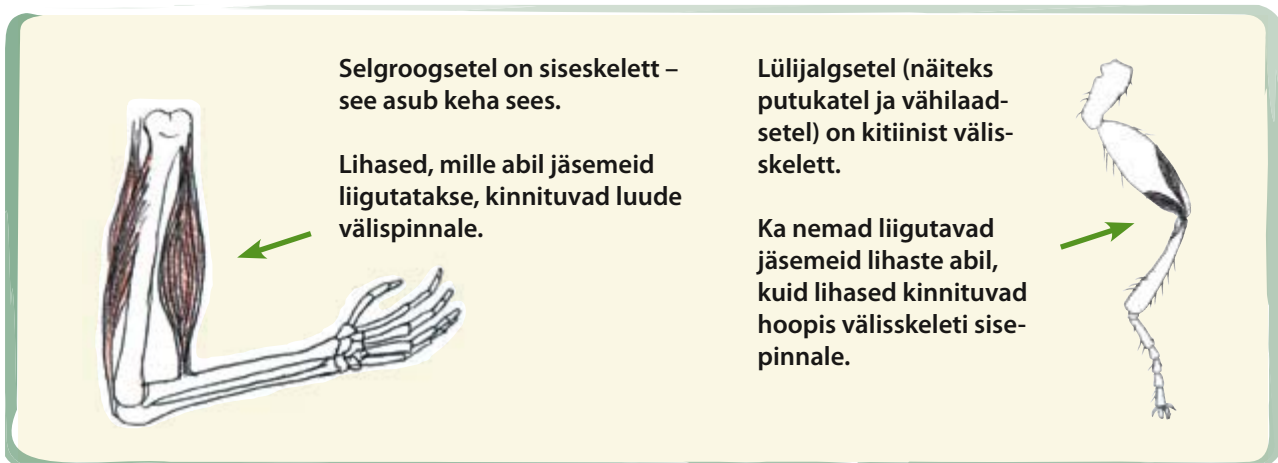 Selgroogsetel on siseskelett –
see asub keha sees.
Lihased, mille abil jäsemeid
liigutatakse, kinnituvad luude
välispinnale.
Lülijalgsetel (näiteks
putukatel ja vähilaad-
setel) on kitiinist välis-
skelett.
Ka nemad liigutavad
jäsemeid lihaste abil,
kuid lihased kinnituvad
hoopis välisskeleti sise-
pinnale.